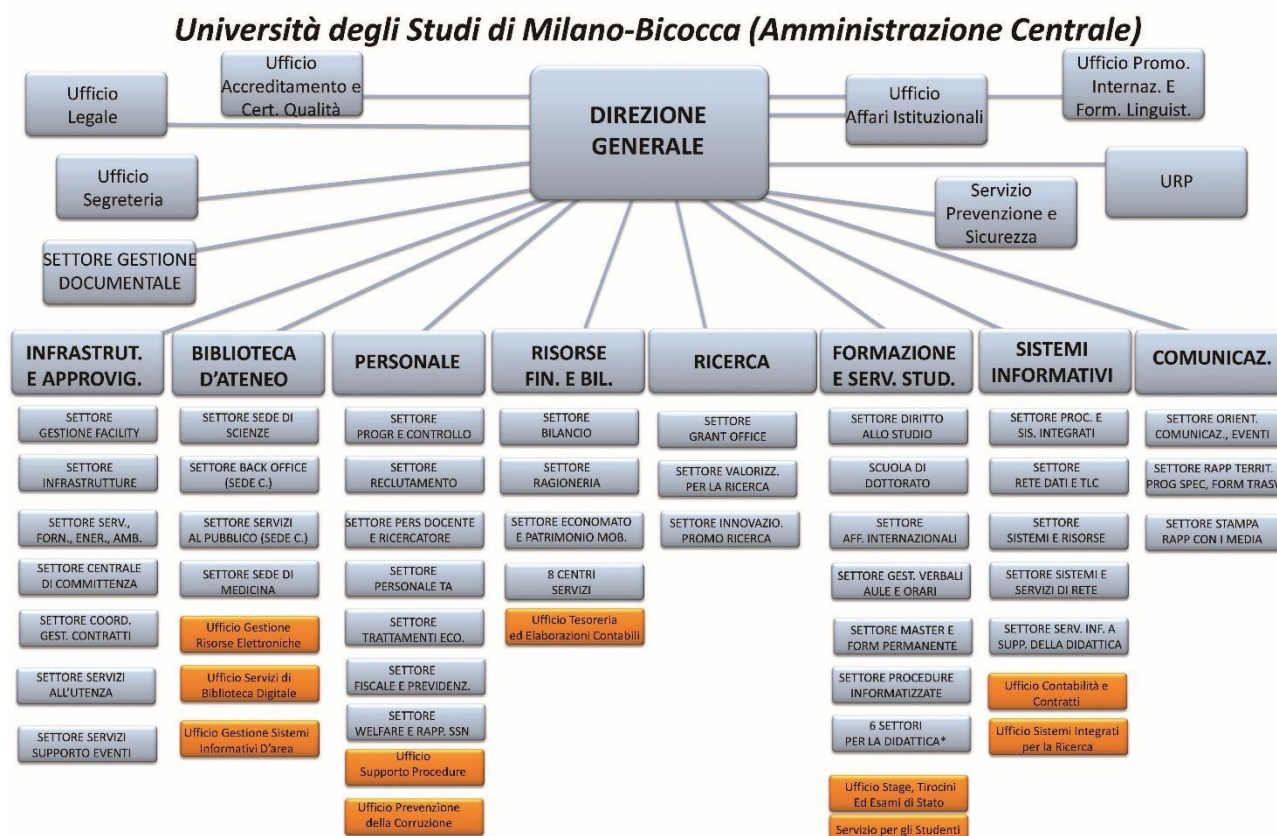 Università degli Studi di Milano-Bicocca (Amministrazione Centrale)
Ufficio
Legale
Ufficio
Accreditamento e
Cert. Qualità
DIREZIONE
GENERALE
Ufficio
Affari Istituzionali
Ufficio Promo.
Internaz. E
Form. Linguist.
Ufficio
Segreteria
Servizio
Prevenzione e
Sicurezza
URP
SETTORE GESTIONE
DOCUMENTALE
INFRASTRUT.
E APPROVIG.
SETTORE
GESTIONE FACILITY
SETTORE
INFRASTRUTTURE
SETTORE SERV.,
FORN., ENER., AMB.
SETTORE CENTRALE
DI COMMITTENZA
SETTORE COORD.
GEST. CONTRATTI
SETTORE SERVIZI
ALL'UTENZA
SETTORE SERVIZI
SUPPORTO EVENTI
BIBLIOTECA
D'ATENEO
SETTORE SEDE DI
SCIENZE
SETTORE BACK OFFICE
(SEDE C.)
SETTORE SERVIZI
AL PUBBLICO (SEDE C.)
SETTORE SEDE DI
MEDICINA
Ufficio Gestione
Risorse Elettroniche
Ufficio Servizi di
Biblioteca Digitale
Ufficio Gestione Sistemi
Informativi D'area
PERSONALE
SETTORE
PROGR E CONTROLLO
SETTORE
RECLUTAMENTO
SETTORE PERS DOCENTE
E RICERCATORE
SETTORE
PERSONALE TA
SETTORE
TRATTAMENTI ECO.
SETTORE
FISCALE E PREVIDENZ.
SETTORE
WELFARE E RAPP. SSN
Ufficio
Supporto Procedure
Ufficio Prevenzione
della Corruzione
RISORSE
FIN. E BIL.
SETTORE
BILANCIO
SETTORE
RAGIONERIA
SETTORE ECONOMATO
E PATRIMONIO MOB.
8 CENTRI
SERVIZI
Ufficio Tesoreria
ed Elaborazioni Contabili
RICERCA
SETTORE
GRANT OFFICE
SETTORE VALORIZZ.
PER LA RICERCA
SETTORE INNOVAZIO.
PROMO RICERCA
FORMAZIONE
E SERV. STUD.
SETTORE DIRITTO
ALLO STUDIO
SCUOLA DI
DOTTORATO
SETTORE
AFF. INTERNAZIONALI
SETTORE GEST. VERBALI
AULE E ORARI
SETTORE MASTER E
FORM PERMANENTE
SETTORE PROCEDURE
INFORMATIZZATE
6 SETTORI
PER LA DIDATTICA*
Ufficio Stage, Tirocini
Ed Esami di Stato
Servizio per gli Studenti
SISTEMI
INFORMATIVI
SETTORE PROC. E
SIS. INTEGRATI
SETTORE
RETE DATI E TLC
SETTORE
SISTEMI E RISORSE
SETTORE SISTEMI E
SERVIZI DI RETE
SETTORE SERV. INF. A
SUPP. DELLA DIDATTICA
Ufficio Contabilità e
Contratti
Ufficio Sistemi Integrati
per la Ricerca
COMUNICAZ.
SETTORE ORIENT.
COMUNICAZ., EVENTI
SETTORE RAPP TERRIT.
PROG SPEC, FORM TRASV
SETTORE STAMPA
RAPP CON I MEDIA